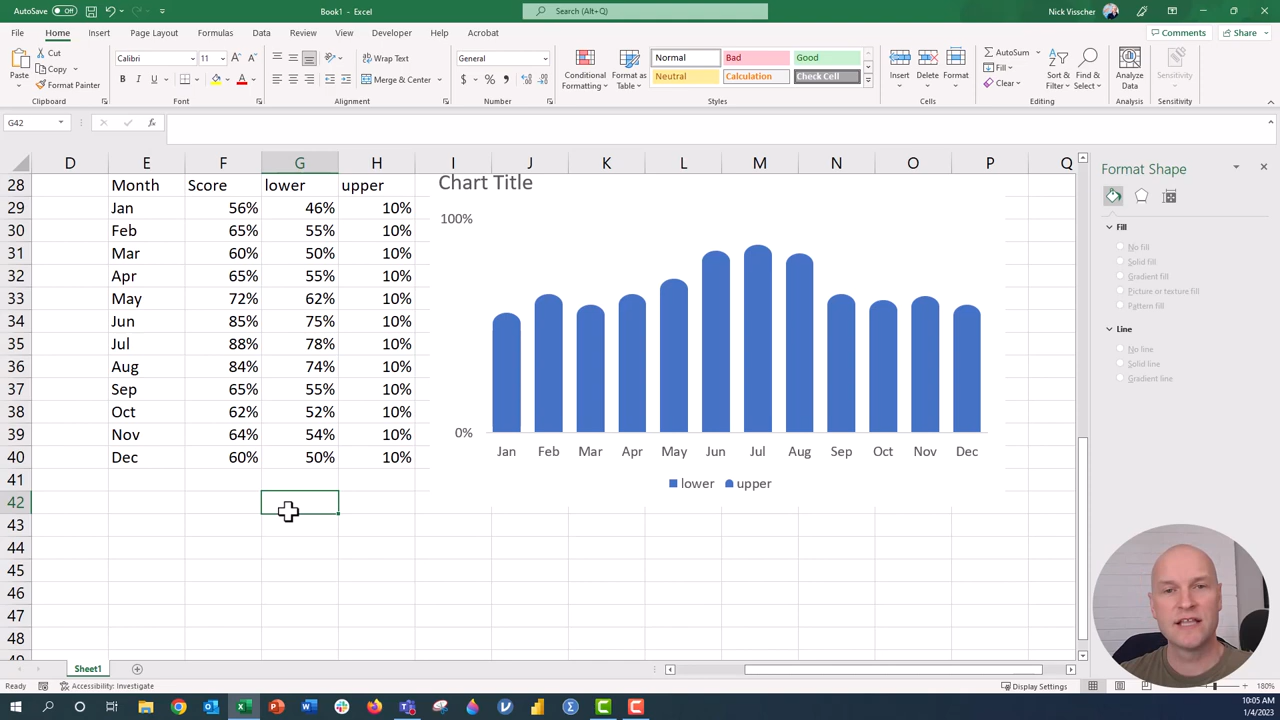 AutoSave Off Book1 - Excel Search (Alt+Q) Nick Visscher
File Home Insert Page Layout Formulas Data Review View Developer Help Acrobat Comments Share
Paste Cut Copy Format Painter Clipboard
Calibri 11 B I U A Font
Wrap Text Merge & Center Alignment
General $ % , Number
Conditional Formatting Format as Table Normal Bad Good Neutral Calculation Check Cell Styles
Insert Delete Format Cells
AutoSum Fill Clear Sort & Filter Find & Select Editing
Analyze Data Analysis Sensitivity Sensitivity
G42 fx
D E F G H I J K L M N O P Q
28 Month Score lower upper
29 Jan 56% 46% 10%
30 Feb 65% 55% 10%
31 Mar 60% 50% 10%
32 Apr 65% 55% 10%
33 May 72% 62% 10%
34 Jun 85% 75% 10%
35 Jul 88% 78% 10%
36 Aug 84% 74% 10%
37 Sep 65% 55% 10%
38 Oct 62% 52% 10%
39 Nov 64% 54% 10%
40 Dec 60% 50% 10%
41
42
43
44
45
46
47
48
49
Chart Title
100%
0%
Jan Feb Mar Apr May Jun Jul Aug Sep Oct Nov Dec
lower upper
Format Shape
Fill
No fill
Solid fill
Gradient fill
Picture or texture fill
Pattern fill
Line
No line
Solid line
Gradient line
Sheet1
Ready Accessibility: Investigate Display Settings 180%
10:05 AM
1/4/2023